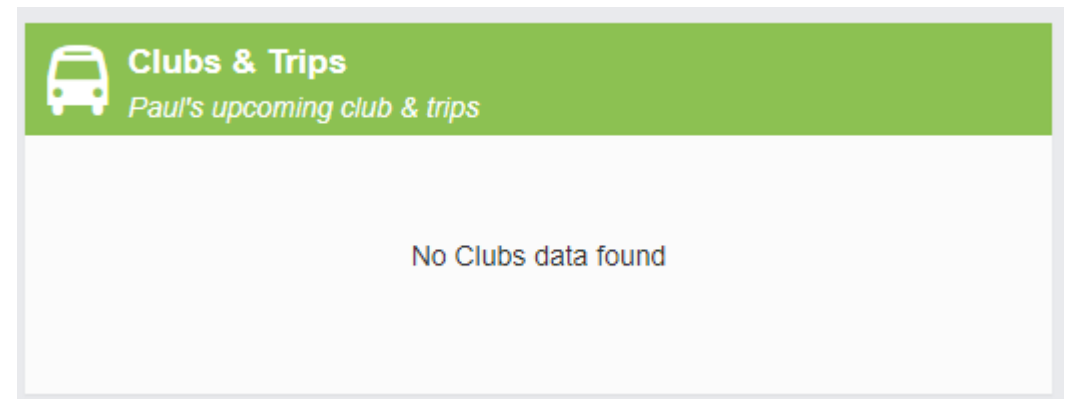 Clubs & Trips
Paul's upcoming club & trips
No Clubs data found